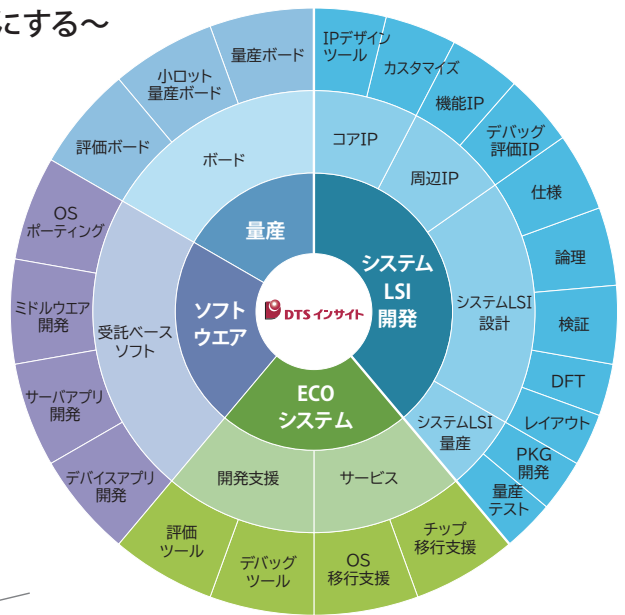 にする～
量産ボード
小ロット
量産ボード
評価ボード
ボード
量産
IPデザイン
ツール
カスタマイズ
機能IP
デバッグ
評価IP
コアIP
周辺IP
仕様
論理
検証
DFT
レイアウト
PKG
開発
量産
テスト
システムLSI
設計
システムLSI
量産
システム
LSI
開発
DTS インサイト
ソフト
ウエア
受託ベース
ソフト
OS
ポーティング
ミドルウエア
開発
サーバアプリ
開発
デバイスアプリ
開発
ECO
システム
開発支援
サービス
評価
ツール
デバッグ
ツール
OS
移行支援
チップ
移行支援